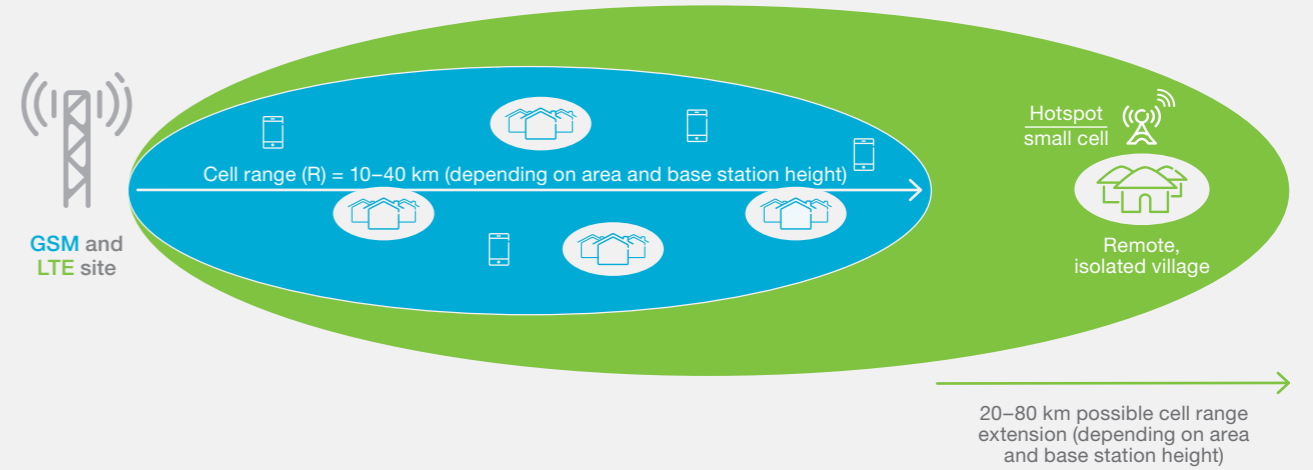 Hotspot
small cell
Cell range (R) = 10–40 km (depending on area and base station height)
GSM and
LTE site
Remote,
isolated village
20–80 km possible cell range
extension (depending on area
and base station height)